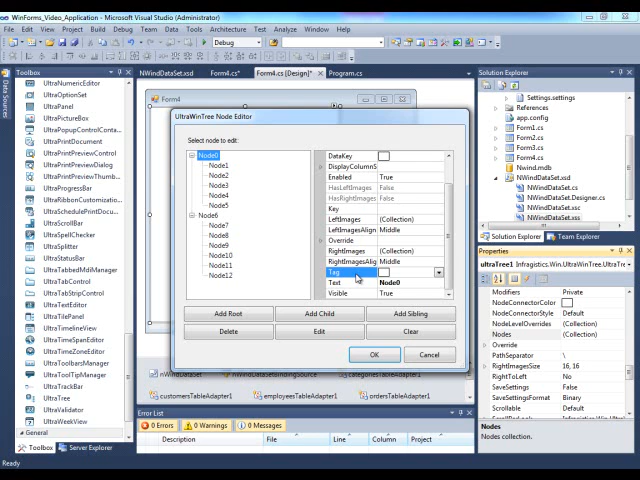 WinForms_Video_Application - Microsoft Visual Studio (Administrator)
File Edit View Project Build Debug Team Data Tools Architecture Test Analyze Window Help
Debug
Toolbox
NWindDataSet.xsd Form4.cs* Form4.cs [Design]* Program.cs
Solution Explorer
Data Sources
UltraNumericEditor
UltraOptionSet
UltraPanel
UltraPictureBox
UltraPopupControlConta...
UltraPrintDocument
UltraPrintPreviewControl
UltraPrintPreviewDialog
UltraPrintPreviewThumb...
UltraProgressBar
UltraRibbonCustomizatio...
UltraSchedulePrintDocu...
UltraSpellChecker
UltraStatusBar
UltraTabbedMdiManager
UltraTabControl
UltraTabStripControl
UltraTextEditor
UltraTimelineView
UltraTimeSpanEditor
UltraTimeZoneEditor
UltraToolbarsManager
UltraToolTipManager
UltraTrackBar
UltraTree
UltraValidator
UltraWeekView
General
Toolbox Server Explorer
Form4
UltraWinTree Node Editor
Select node to edit:
Node0
Node1
Node2
Node3
Node4
Node5
Node6
Node7
Node8
Node9
Node10
Node11
Node12
DataKey
DisplayColumnS
Enabled True
HasLeftImages False
HasRightImages False
Key
LeftImages (Collection)
LeftImagesAlign Middle
Override
RightImages (Collection)
RightImagesAlig Middle
Tag
Text Node0
Visible True
Add Root Add Child Add Sibling
Delete Edit Clear
OK Cancel
customersTableAdapter1 employeesTableAdapter1 ordersTableAdapter1
Error List
0 Errors 0 Warnings 0 Messages
Description File Line Column Project
Settings.settings
References
app.config
Form1.cs
Form2.cs
Form3.cs
Form4.cs
Nwind.mdb
NWindDataSet.xsd
NWindDataSet.cs
NWindDataSet.Designer.cs
NWindDataSet.xsc
NWindDataSet.xss
Solution Explorer Team Explorer
Properties
ultraTree1 Infragistics.Win.UltraWinTree.UltraTre
Modifiers Private
NodeConnectorColor
NodeConnectorStyle Default
NodeLevelOverrides (Collection)
Nodes (Collection)
Override
PathSeparator \
RightImagesSize 16, 16
RightToLeft No
SaveSettings False
SaveSettingsFormat Binary
Scrollable Default
Nodes
Nodes collection.
Ready